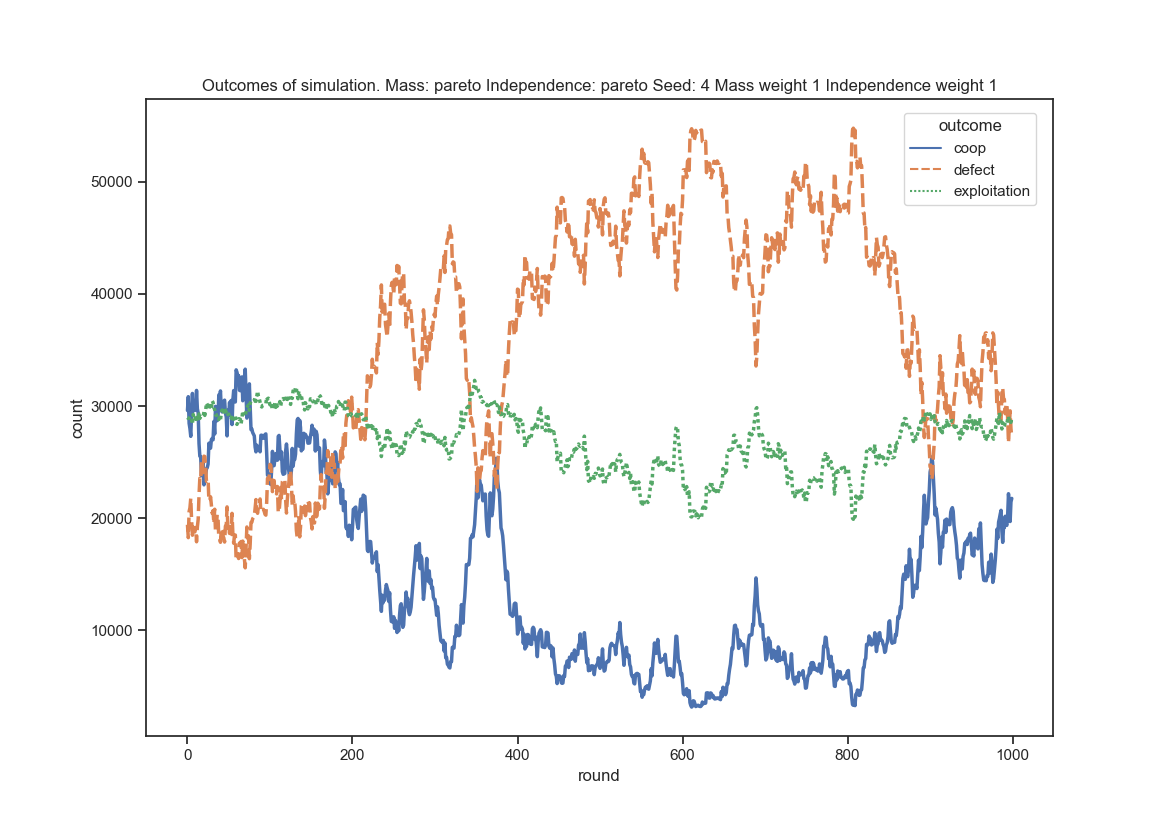 Outcomes of simulation. Mass: pareto Independence: pareto Seed: 4 Mass weight 1 Independence weight 1
outcome
coop
defect
exploitation
50000
40000
30000
20000
10000
count
0 200 400 600 800 1000
round